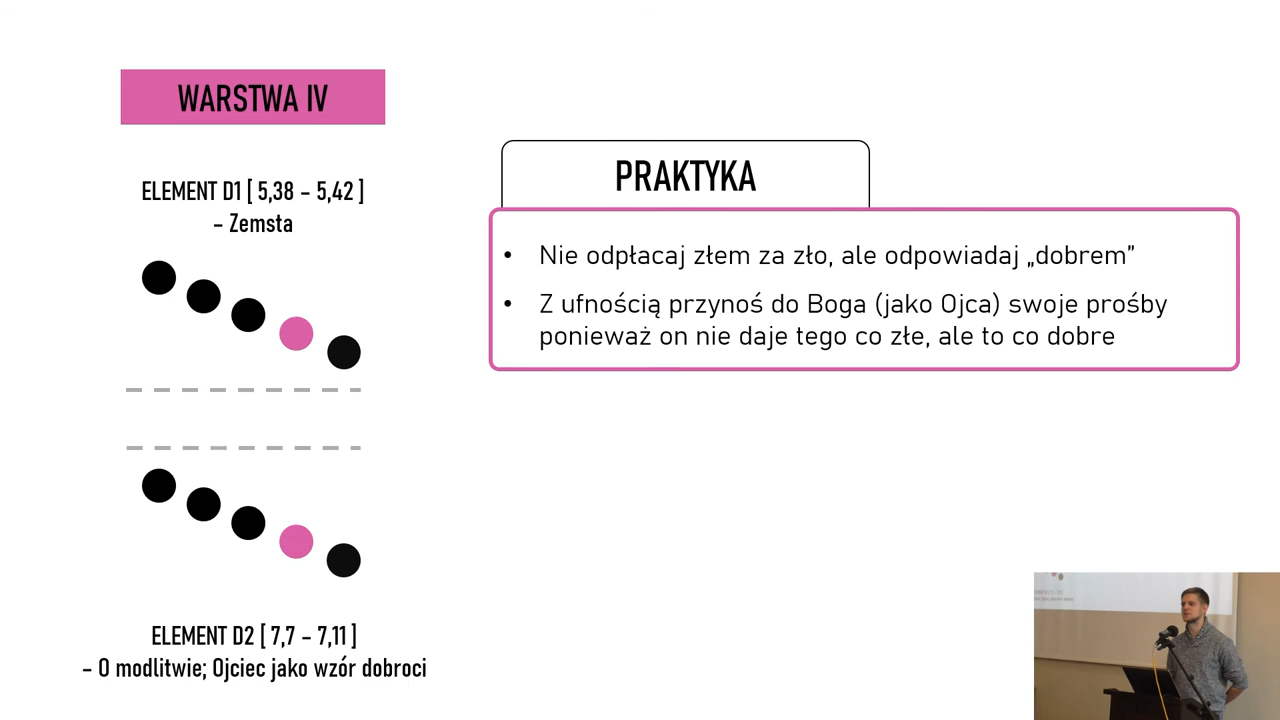 WARSTWA IV
ELEMENT D1 [ 5,38 – 5,42 ]
– Zemsta
PRAKTYKA
• Nie odpłacaj złem za zło, ale odpowiadaj „dobrem”
• Z ufnością przynoś do Boga (jako Ojca) swoje prośby
ponieważ on nie daje tego co złe, ale to co dobre
ELEMENT D2 [ 7,7 – 7,11 ]
– O modlitwie; Ojciec jako wzór dobroci